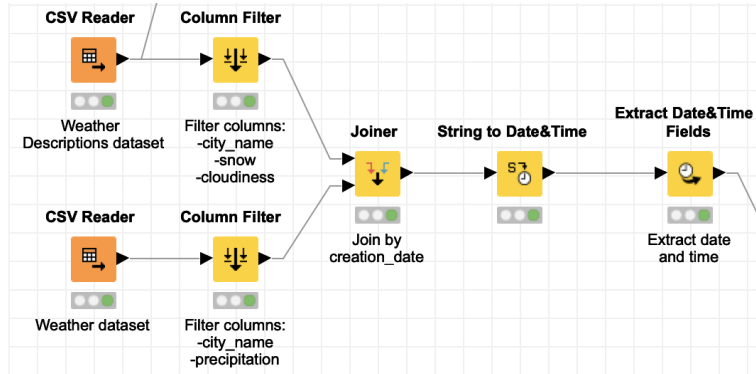 CSV Reader
Column Filter
Weather
Descriptions dataset
Filter columns:
-city_name
-snow
-cloudiness
Joiner
String to Date&Time
Extract Date&Time
Fields
S
Join by
creation_date
Extract date
and time
CSV Reader
Column Filter
Weather dataset
Filter columns:
-city_name
-precipitation